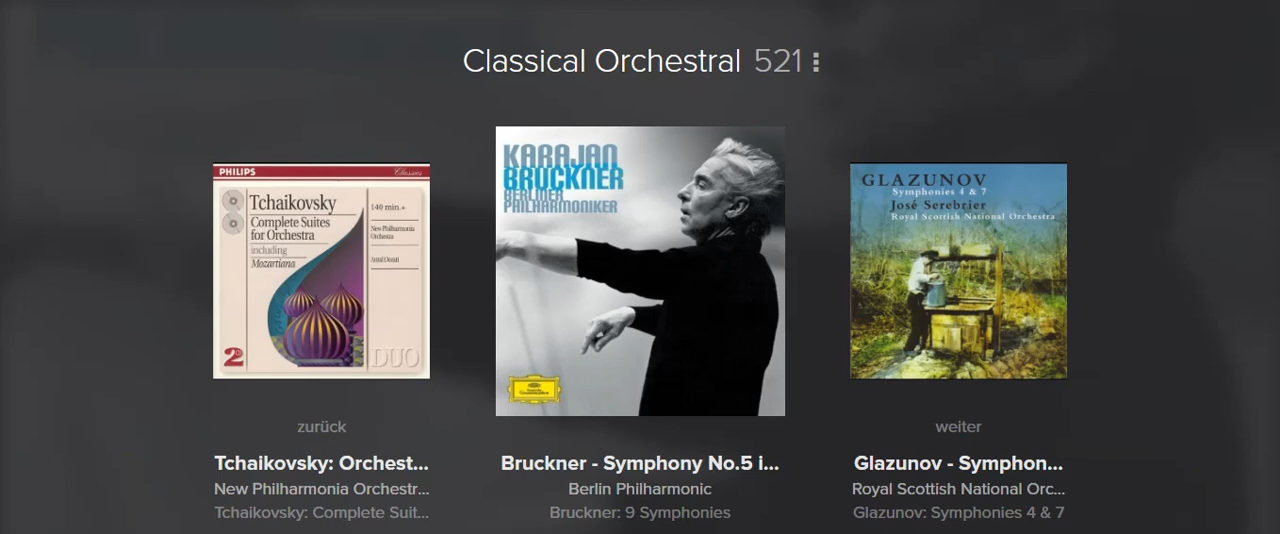 Classical Orchestral 521
PHILIPS
Classics
Tchaikovsky
Complete Suites
for Orchestra
including
Mozartiana
140 min.+
New Philharmonia
Orchestra
Antal Dorati
2
DUO
KARAJAN
BRUCKNER
BERLINER
PHILHARMONIKER
GLAZUNOV
Symphonies 4 & 7
José Serebrier
Royal Scottish National Orchestra
zurück
Tchaikovsky: Orchest...
New Philharmonia Orchestr...
Tchaikovsky: Complete Suit...
Bruckner - Symphony No.5 i...
Berlin Philharmonic
Bruckner: 9 Symphonies
weiter
Glazunov - Symphon...
Royal Scottish National Orc...
Glazunov: Symphonies 4 & 7